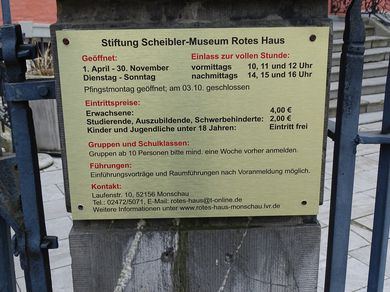 Stiftung Scheibler-Museum Rotes Haus
Geöffnet: Einlass zur vollen Stunde:
1. April - 30. November vormittags 10, 11 und 12 Uhr
Dienstag - Sonntag nachmittags 14, 15 und 16 Uhr
Pfingstmontag geöffnet; am 03.10. geschlossen
Eintrittspreise:
Erwachsene: 4,00 €
Studierende, Auszubildende, Schwerbehinderte: 2,00 €
Kinder und Jugendliche unter 18 Jahren: Eintritt frei
Gruppen und Schulklassen:
Gruppen ab 10 Personen bitte mind. eine Woche vorher anmelden.
Führungen:
Einführungsvorträge und Raumführungen nach Voranmeldung möglich.
Kontakt:
Laufenstr. 10, 52156 Monschau
Tel.: 02472/5071, E-Mail: rotes-haus@t-online.de
Weitere Informationen unter www.rotes-haus-monschau.lvr.de